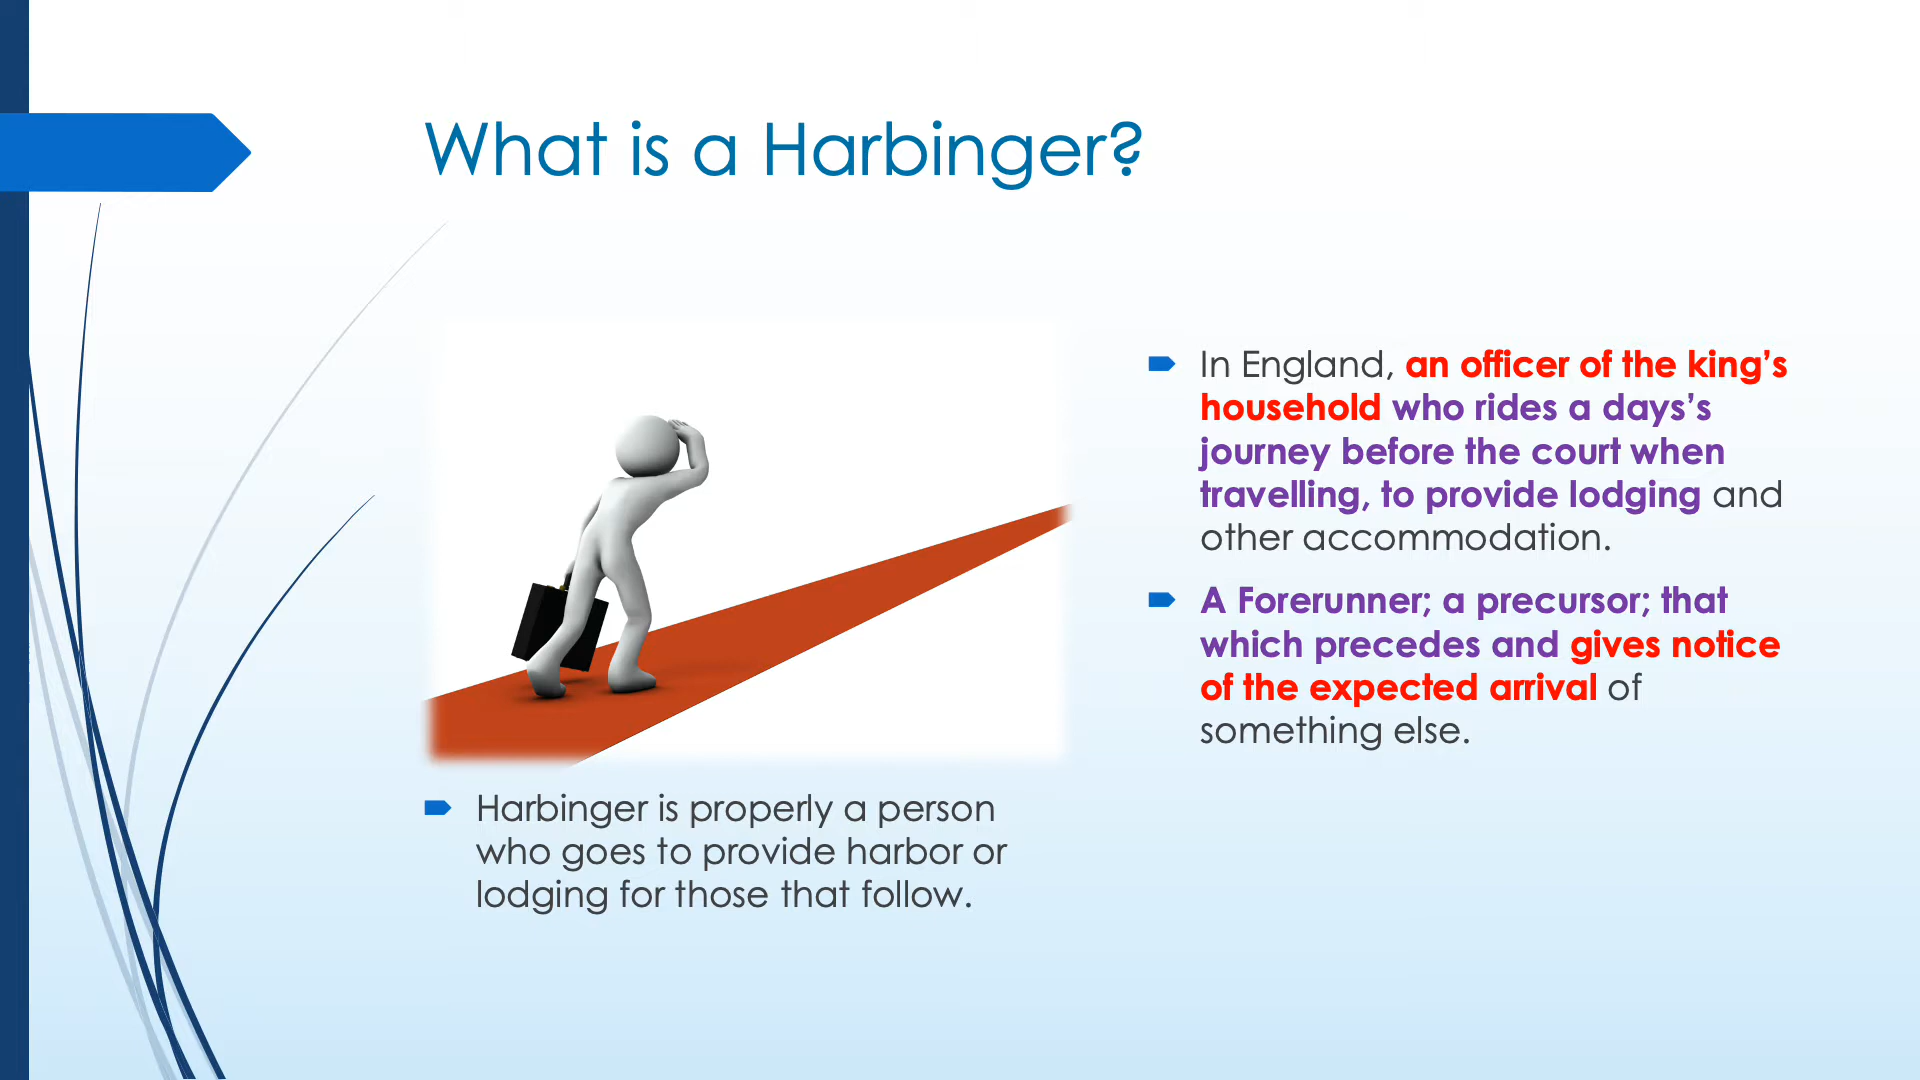 What is a Harbinger?
Harbinger is properly a person
who goes to provide harbor or
lodging for those that follow.
In England, an officer of the king’s
household who rides a days’s
journey before the court when
travelling, to provide lodging and
other accommodation.
A Forerunner; a precursor; that
which precedes and gives notice
of the expected arrival of
something else.